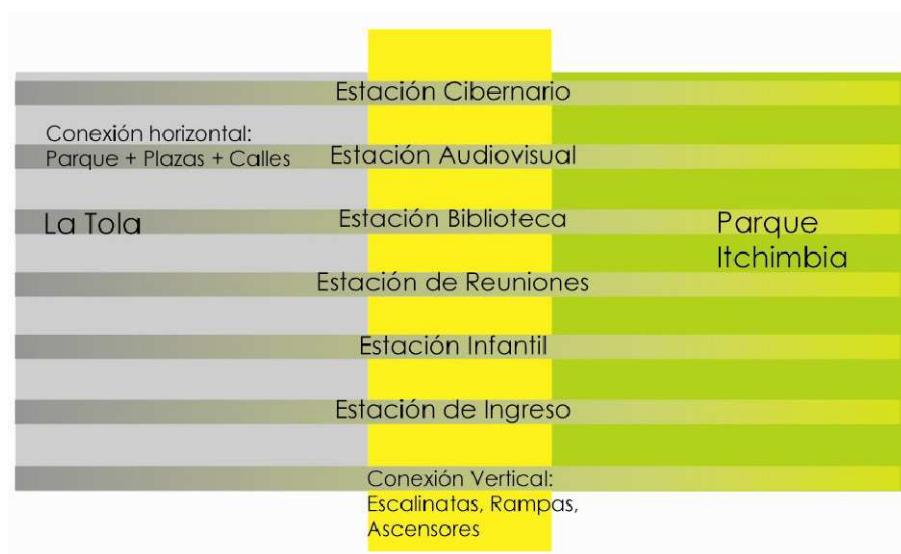 Estación Cibernario
Conexión horizontal:
Parque + Plazas + Calles
Estación Audiovisual
La Tola
Estación Biblioteca
Parque
Itchimbia
Estación de Reuniones
Estación Infantil
Estación de Ingreso
Conexión Vertical:
Escalinatas, Rampas,
Ascensores